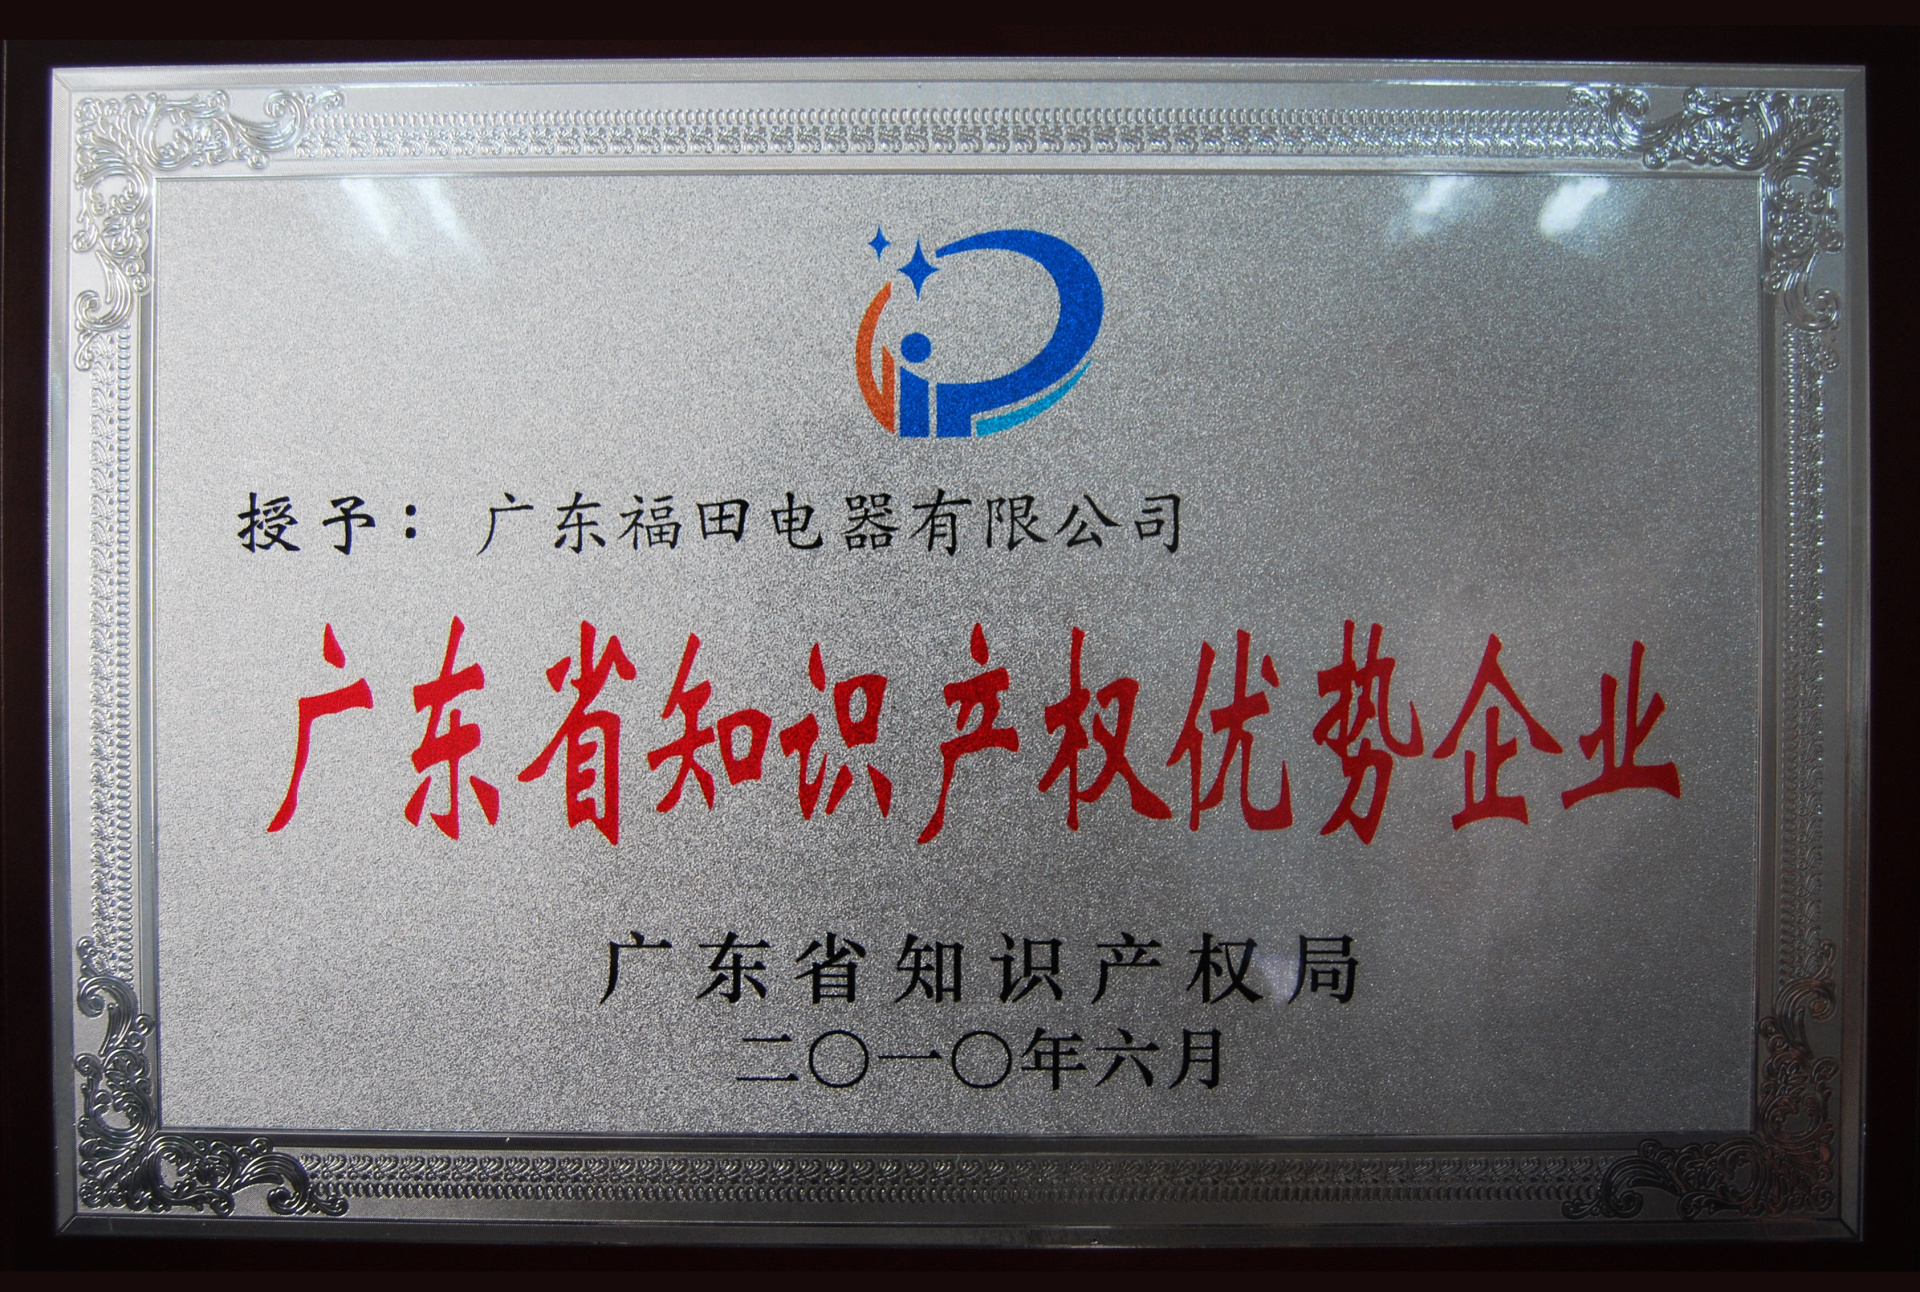 iP
授予：广东福田电器有限公司
广东省知识产权优势企业
广东省知识产权局
二〇一〇年六月